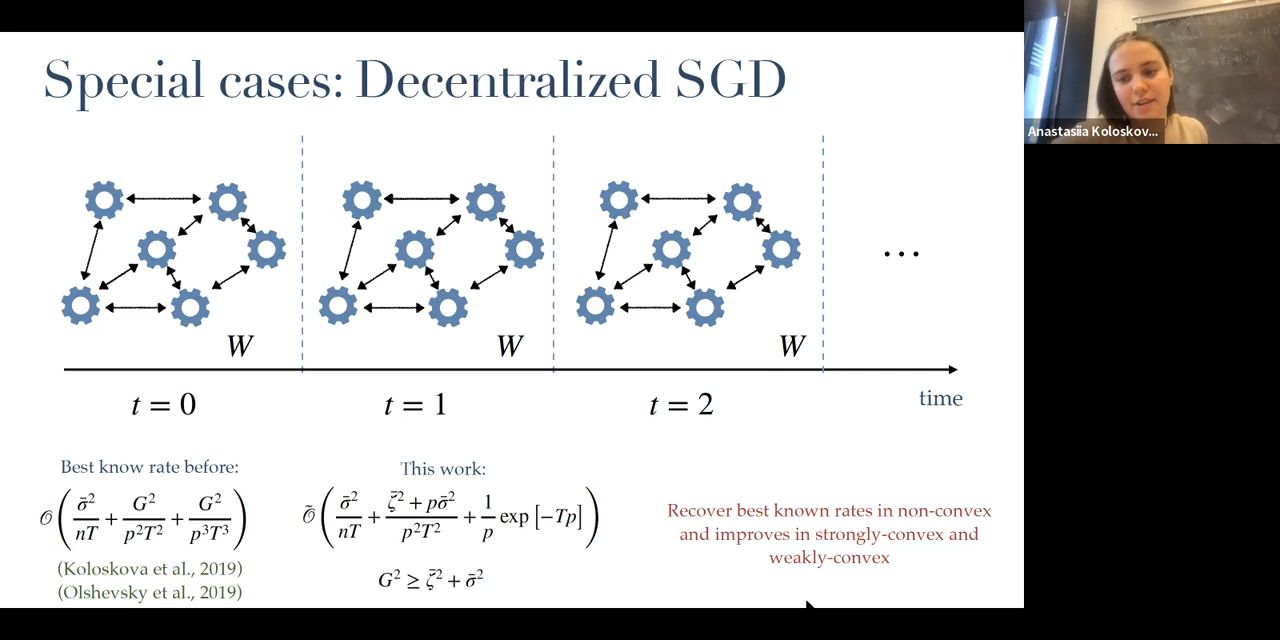 Special cases: Decentralized SGD
Anastasiia Koloskov...
W W W
...
t = 0 t = 1 t = 2 time
Best know rate before:
𝒪(σ̄²/nT + G²/p²T² + G²/p³T³)
(Koloskova et al., 2019)
(Olshevsky et al., 2019)
This work:
𝒪̃(σ̄²/nT + (ζ̄² + pσ̄²)/p²T² + 1/p exp [−Tp])
G² ≥ ζ̄² + σ̄²
Recover best known rates in non-convex
and improves in strongly-convex and
weakly-convex